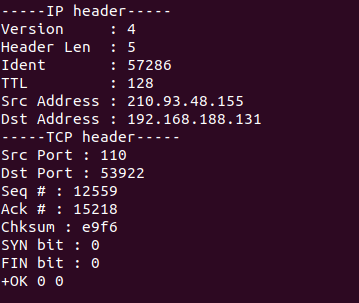 -----IP header-----
Version     : 4
Header Len  : 5
Ident       : 57286
TTL         : 128
Src Address : 210.93.48.155
Dst Address : 192.168.188.131
-----TCP header-----
Src Port : 110
Dst Port : 53922
Seq # : 12559
Ack # : 15218
Chksum : e9f6
SYN bit : 0
FIN bit : 0
+OK 0 0